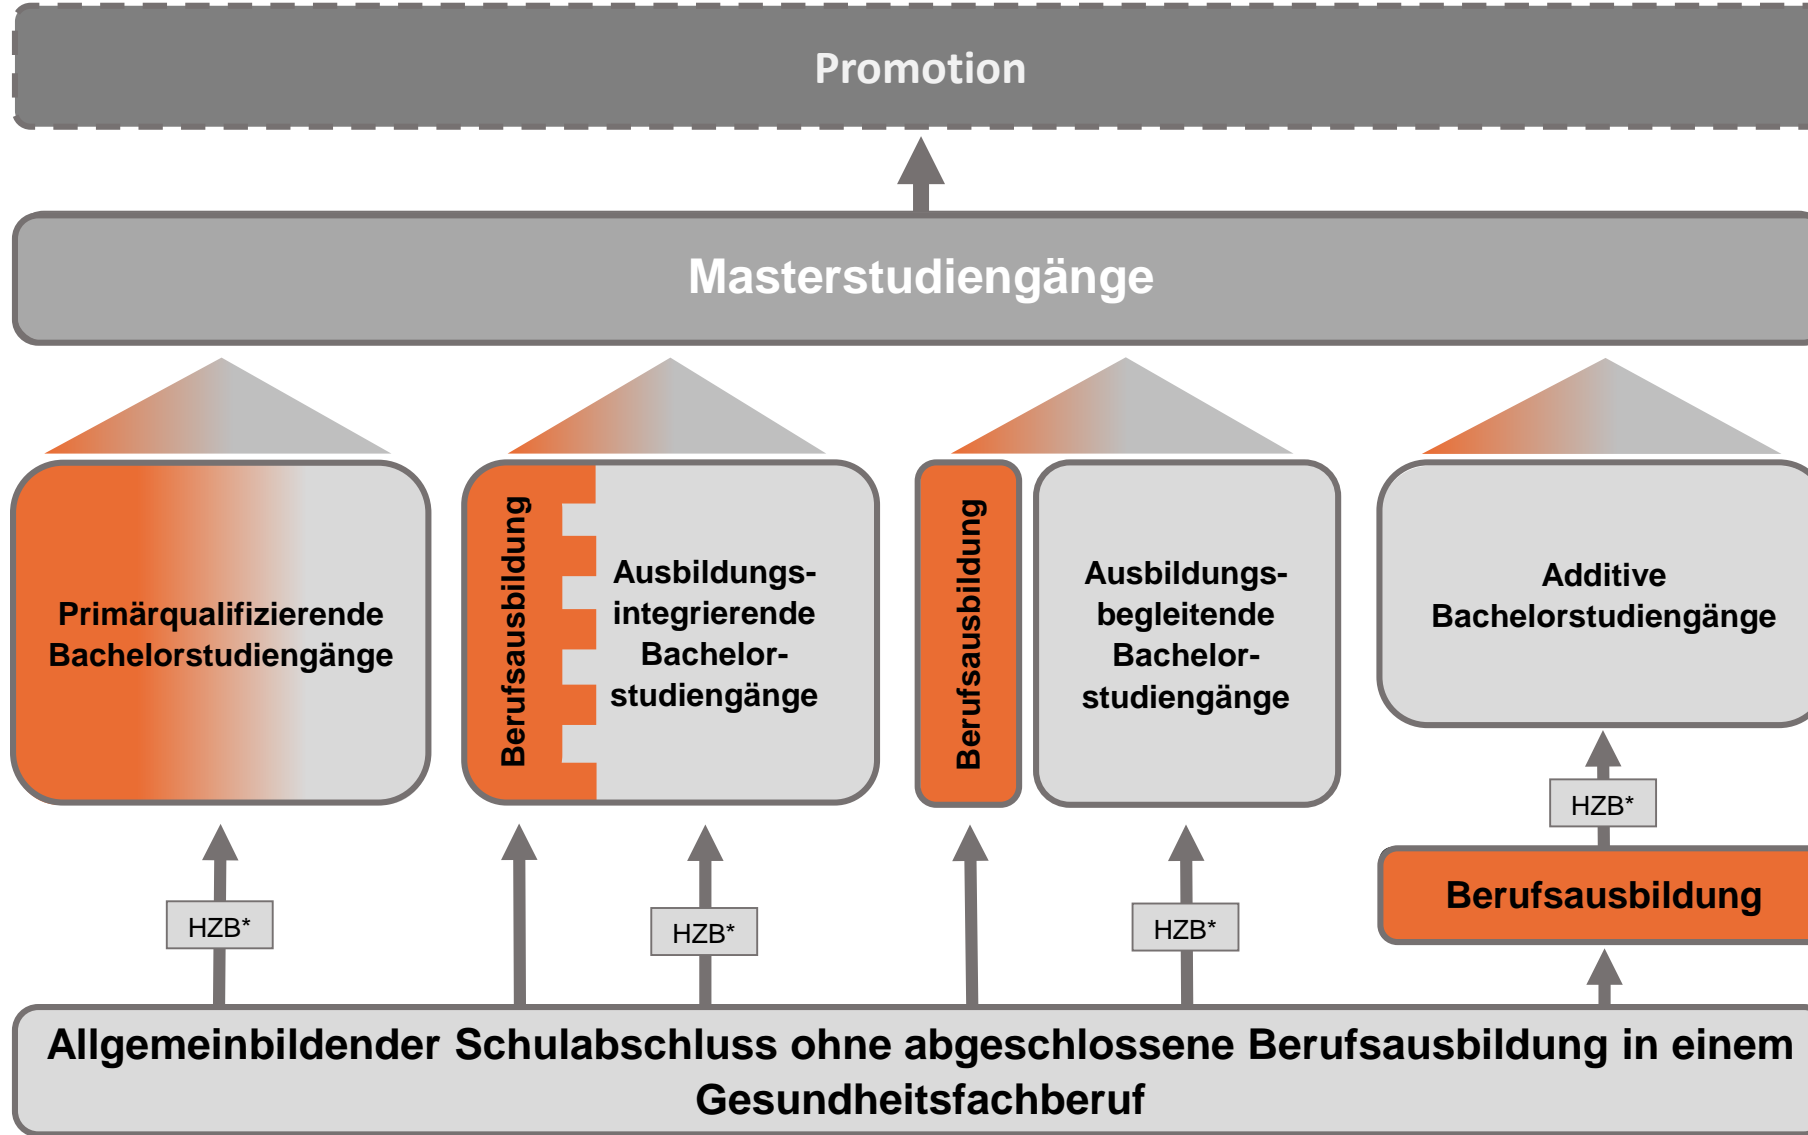 Promotion
Masterstudiengänge
Primärqualifizierende
Bachelorstudiengänge
Berufsausbildung
Ausbildungs-
integrierende
Bachelor-
studiengänge
Berufsausbildung
Ausbildungs-
begleitende
Bachelor-
studiengänge
Additive
Bachelorstudiengänge
HZB*
HZB*
HZB*
HZB*
Berufsausbildung
Allgemeinbildender Schulabschluss ohne abgeschlossene Berufsausbildung in einem
Gesundheitsfachberuf